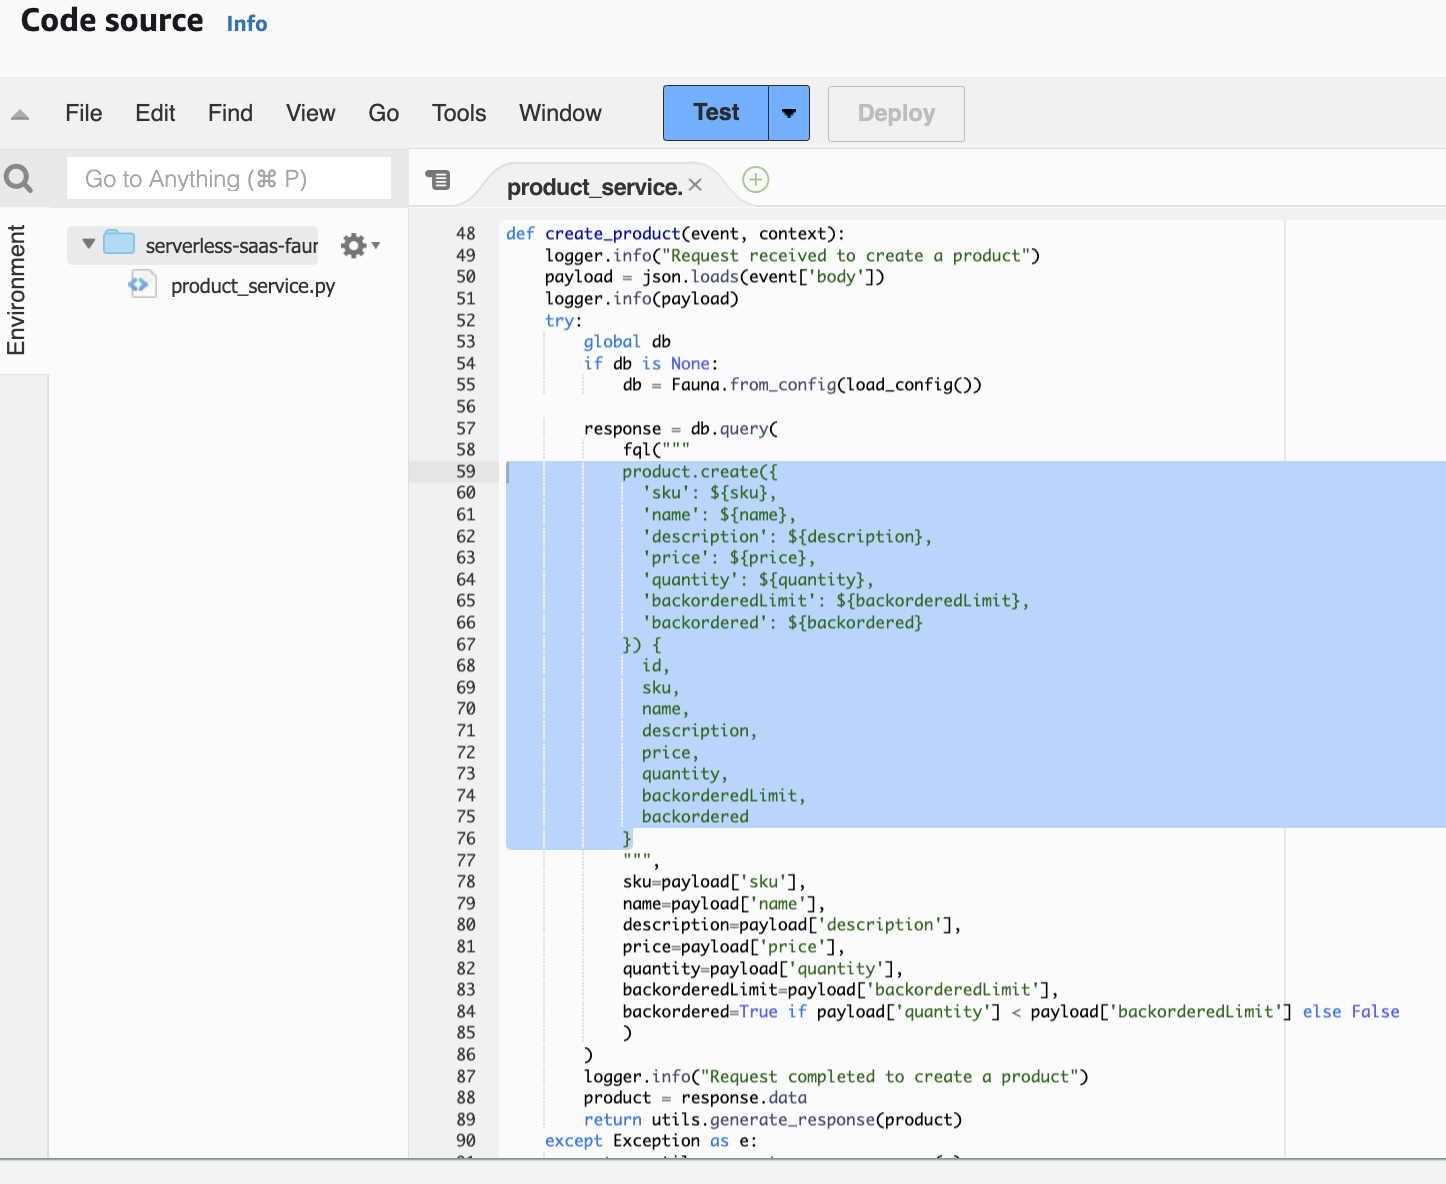 Code source Info
File Edit Find View Go Tools Window Test Deploy
Go to Anything (⌘ P)
product_service.
Environment
serverless-saas-faun
product_service.py
48 def create_product(event, context):
49 logger.info("Request received to create a product")
50 payload = json.loads(event['body'])
51 logger.info(payload)
52 try:
53 global db
54 if db is None:
55 db = Fauna.from_config(load_config())
56
57 response = db.query(
58 fql("""
59 product.create({
60 'sku': ${sku},
61 'name': ${name},
62 'description': ${description},
63 'price': ${price},
64 'quantity': ${quantity},
65 'backorderedLimit': ${backorderedLimit},
66 'backordered': ${backordered}
67 }) {
68 id,
69 sku,
70 name,
71 description,
72 price,
73 quantity,
74 backorderedLimit,
75 backordered
76 }
77 """,
78 sku=payload['sku'],
79 name=payload['name'],
80 description=payload['description'],
81 price=payload['price'],
82 quantity=payload['quantity'],
83 backorderedLimit=payload['backorderedLimit'],
84 backordered=True if payload['quantity'] < payload['backorderedLimit'] else False
85 )
86 )
87 logger.info("Request completed to create a product")
88 product = response.data
89 return utils.generate_response(product)
90 except Exception as e: